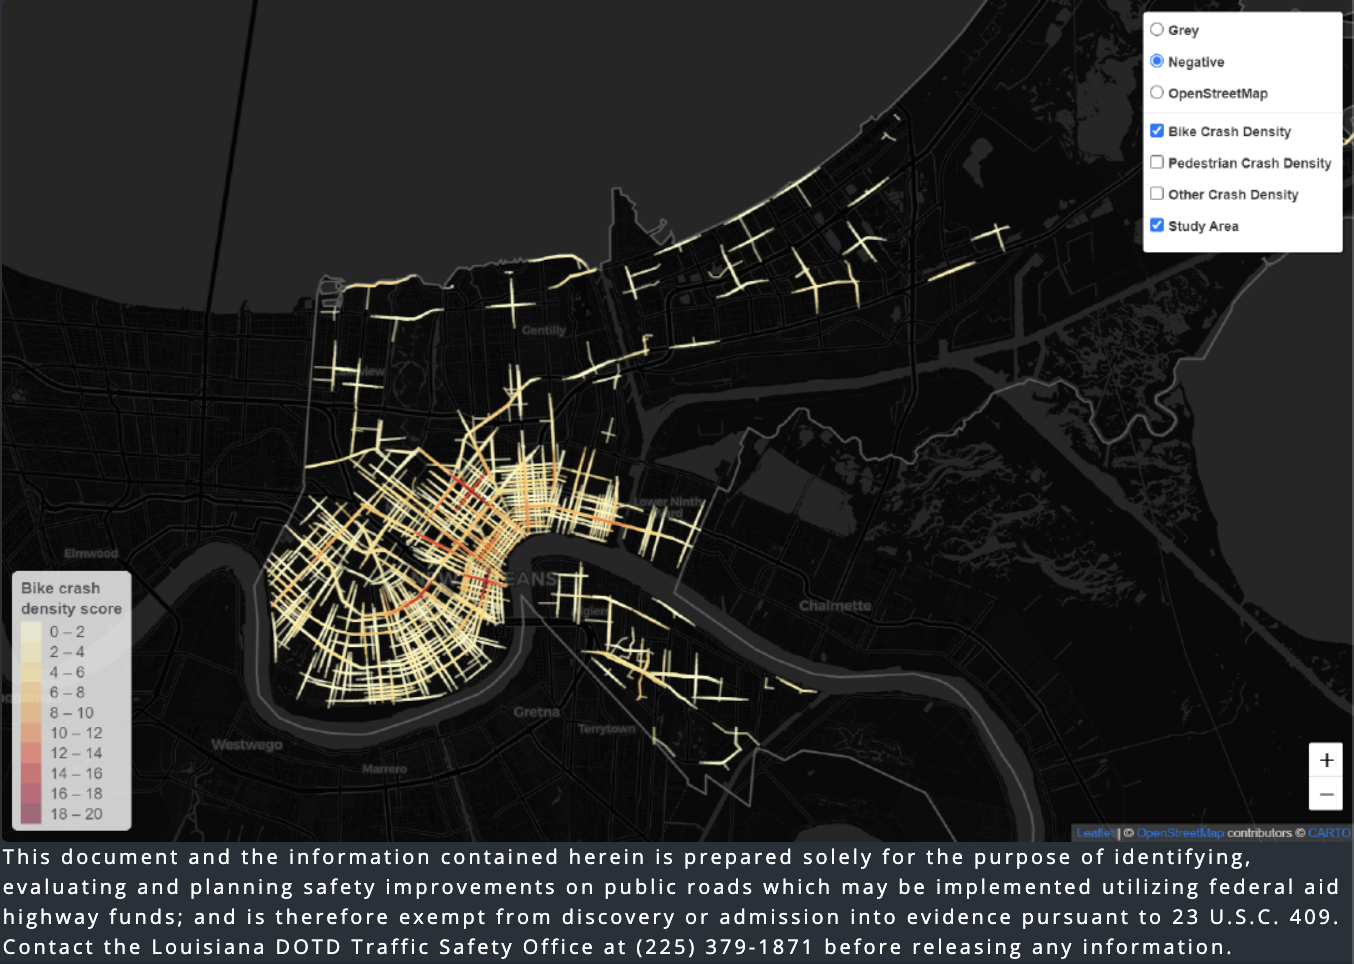 Grey
Negative
OpenStreetMap
Bike Crash Density
Pedestrian Crash Density
Other Crash Density
Study Area
Gentilly
Lower Ninth
Elmwood
Chalmette
Gretna
Terrytown
Westwego
Marrero
Bike crash
density score
0 – 2
2 – 4
4 – 6
6 – 8
8 – 10
10 – 12
12 – 14
14 – 16
16 – 18
18 – 20
+
−
Leaflet | © OpenStreetMap contributors © CARTO
This document and the information contained herein is prepared solely for the purpose of identifying,
evaluating and planning safety improvements on public roads which may be implemented utilizing federal aid
highway funds; and is therefore exempt from discovery or admission into evidence pursuant to 23 U.S.C. 409.
Contact the Louisiana DOTD Traffic Safety Office at (225) 379-1871 before releasing any information.